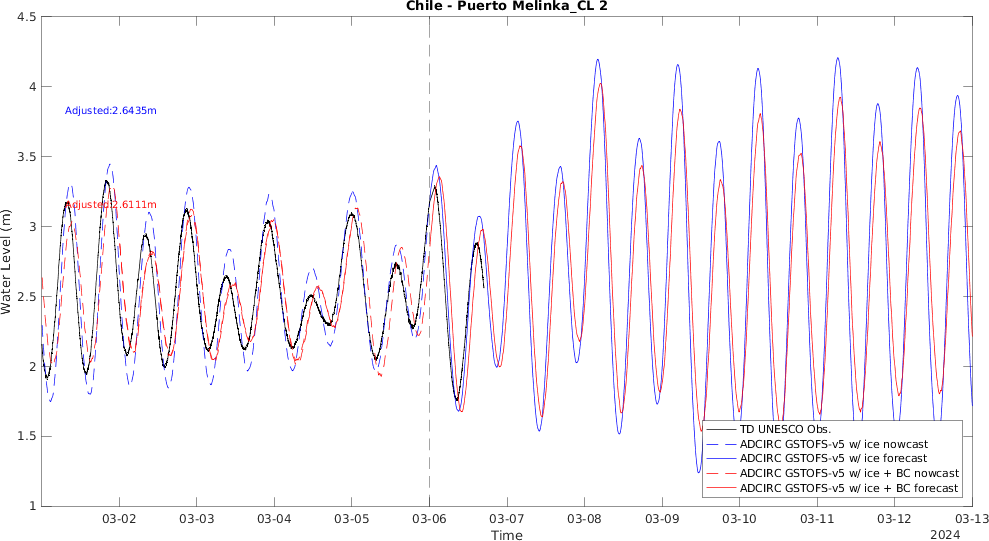 Chile - Puerto Melinka_CL 2
4.5
4
3.5
3
2.5
2
1.5
1
Water Level (m)
Adjusted:2.6435m
Adjusted:2.6111m
TD UNESCO Obs.
ADCIRC GSTOFS-v5 w/ ice nowcast
ADCIRC GSTOFS-v5 w/ ice forecast
ADCIRC GSTOFS-v5 w/ ice + BC nowcast
ADCIRC GSTOFS-v5 w/ ice + BC forecast
03-02 03-03 03-04 03-05 03-06 03-07 03-08 03-09 03-10 03-11 03-12 03-13
Time
2024